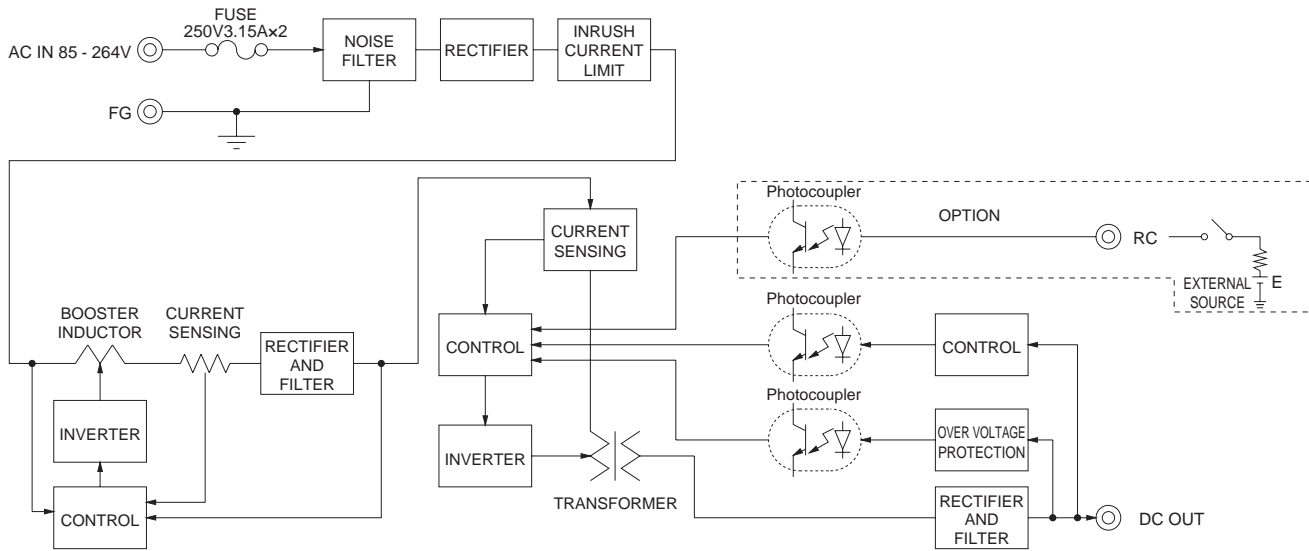 FUSE
250V3.15A×2
AC IN 85 - 264V
NOISE
FILTER
RECTIFIER
INRUSH
CURRENT
LIMIT
FG
Photocoupler
OPTION
RC
E
EXTERNAL
SOURCE
CURRENT
SENSING
BOOSTER
INDUCTOR
CURRENT
SENSING
RECTIFIER
AND
FILTER
CONTROL
Photocoupler
CONTROL
INVERTER
CONTROL
INVERTER
TRANSFORMER
Photocoupler
OVER VOLTAGE
PROTECTION
RECTIFIER
AND
FILTER
DC OUT